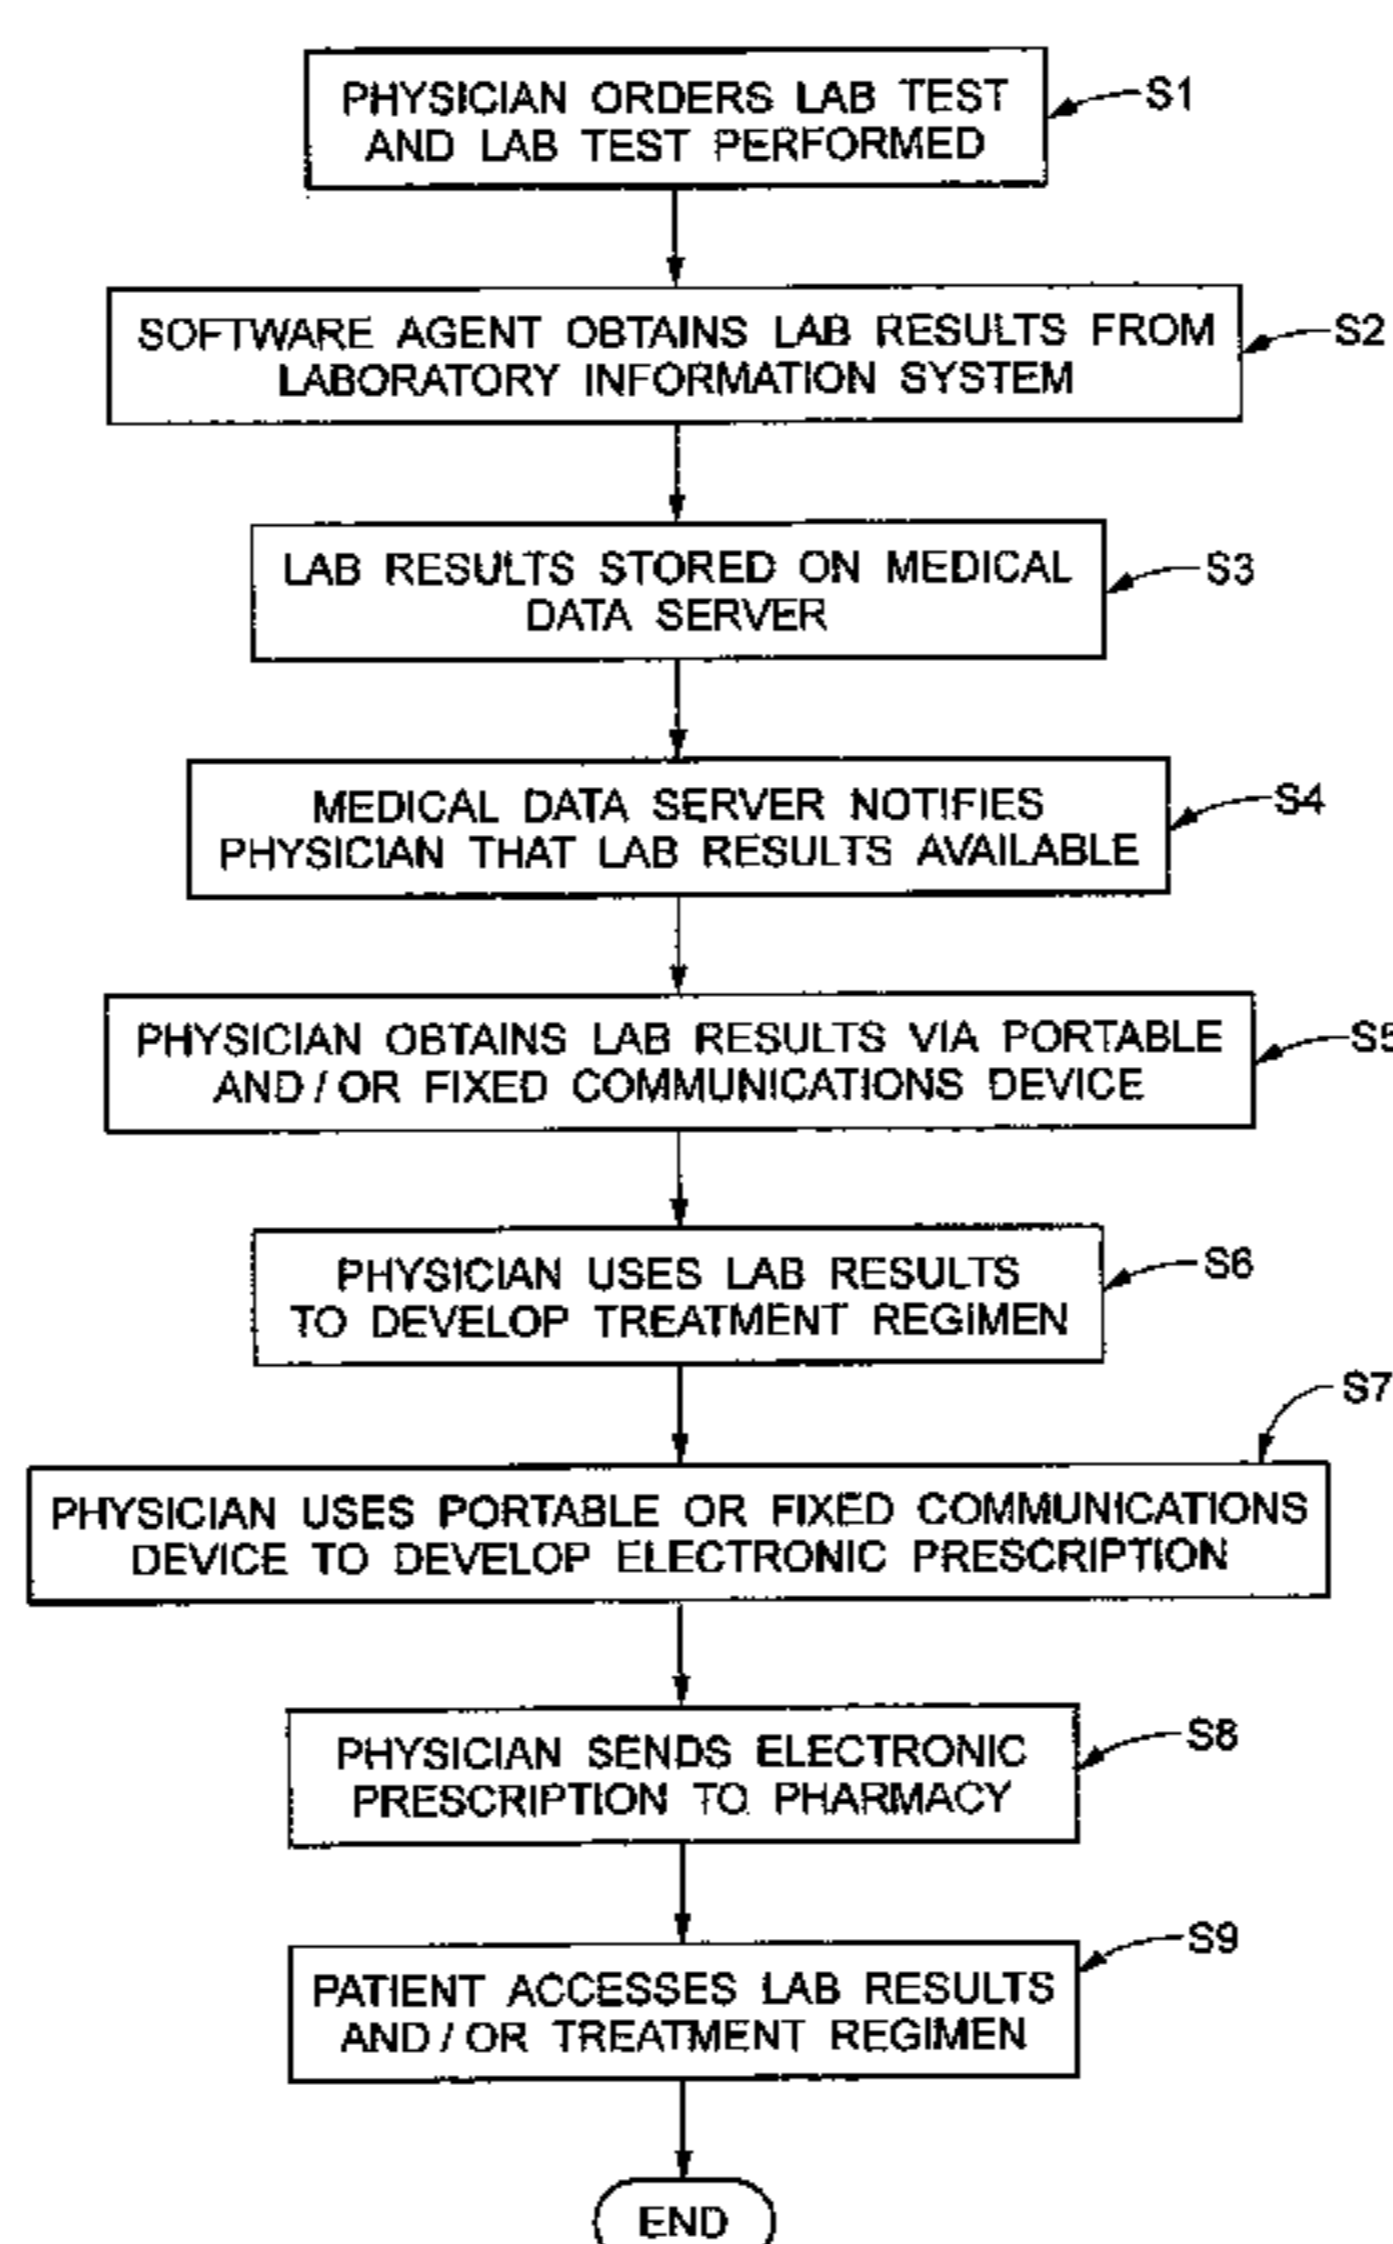 PHYSICIAN ORDERS LAB TEST
AND LAB TEST PERFORMED
S1
SOFTWARE AGENT OBTAINS LAB RESULTS FROM
LABORATORY INFORMATION SYSTEM
S2
LAB RESULTS STORED ON MEDICAL
DATA SERVER
S3
MEDICAL DATA SERVER NOTIFIES
PHYSICIAN THAT LAB RESULTS AVAILABLE
S4
PHYSICIAN OBTAINS LAB RESULTS VIA PORTABLE
AND/OR FIXED COMMUNICATIONS DEVICE
S5
PHYSICIAN USES LAB RESULTS
TO DEVELOP TREATMENT REGIMEN
S6
S7
PHYSICIAN USES PORTABLE OR FIXED COMMUNICATIONS
DEVICE TO DEVELOP ELECTRONIC PRESCRIPTION
PHYSICIAN SENDS ELECTRONIC
PRESCRIPTION TO PHARMACY
S8
PATIENT ACCESSES LAB RESULTS
AND/OR TREATMENT REGIMEN
S9
END